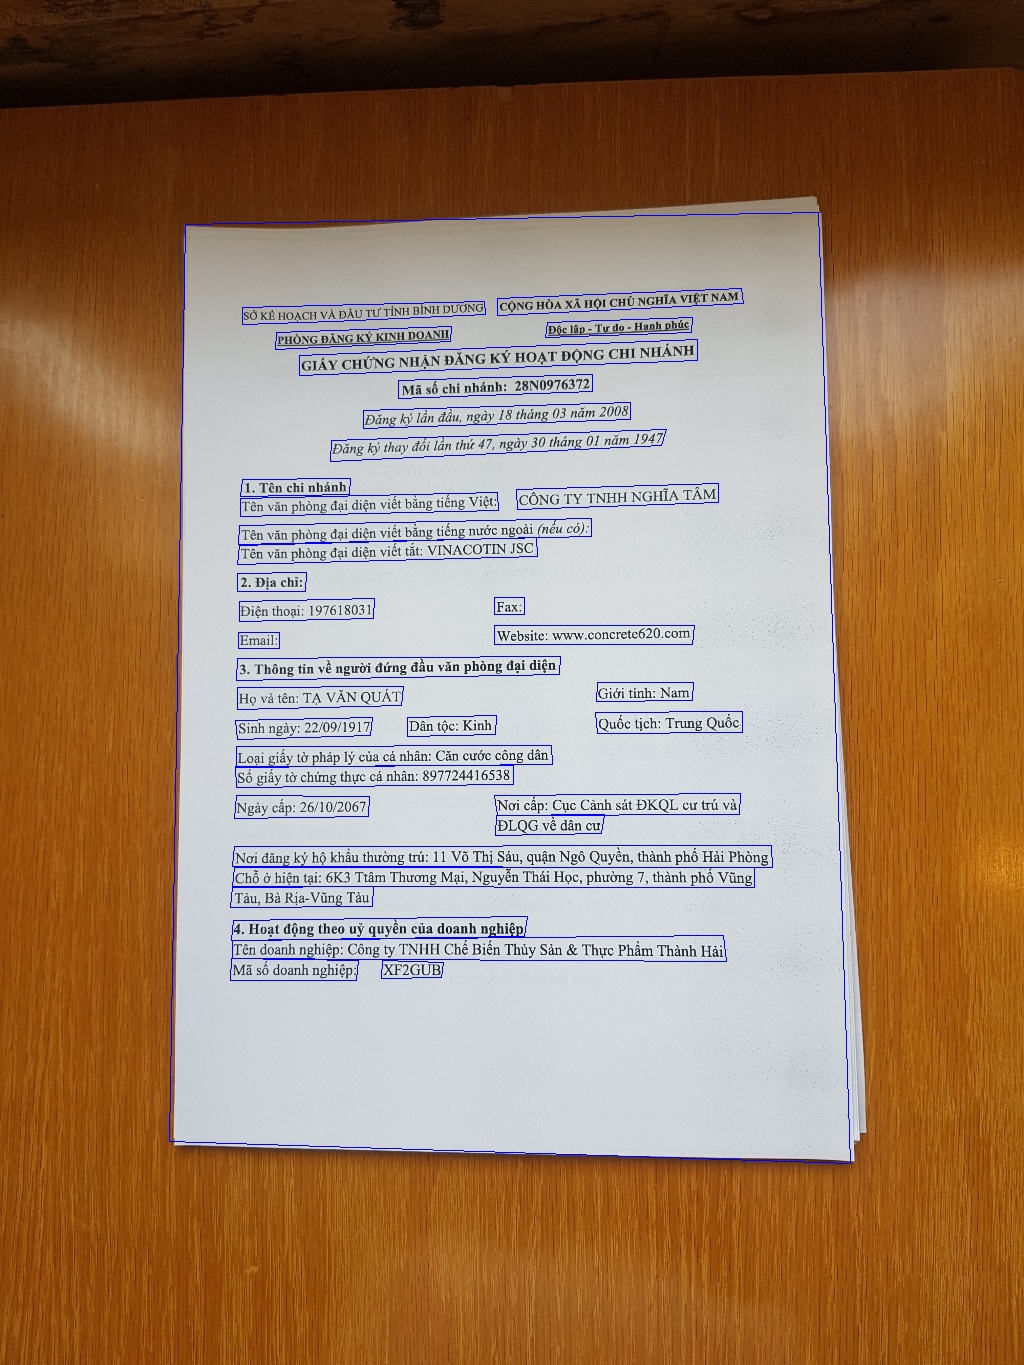 SỞ KẾ HOẠCH VÀ ĐẦU TƯ TỈNH BÌNH DƯƠNG
CỘNG HÒA XÃ HỘI CHỦ NGHĨA VIỆT NAM
PHÒNG ĐĂNG KÝ KINH DOANH
Độc lập - Tự do - Hạnh phúc
GIẤY CHỨNG NHẬN ĐĂNG KÝ HOẠT ĐỘNG CHI NHÁNH
Mã số chi nhánh: 28N0976372
Đăng ký lần đầu, ngày 18 tháng 03 năm 2008
Đăng ký thay đổi lần thứ 47, ngày 30 tháng 01 năm 1947
1. Tên chi nhánh
Tên văn phòng đại diện viết bằng tiếng Việt: CÔNG TY TNHH NGHĨA TÂM
Tên văn phòng đại diện viết bằng tiếng nước ngoài (nếu có):
Tên văn phòng đại diện viết tắt: VINACOTIN JSC
2. Địa chỉ:
Điện thoại: 197618031 Fax:
Email: Website: www.concrete620.com
3. Thông tin về người đứng đầu văn phòng đại diện
Họ và tên: TẠ VĂN QUÁT Giới tính: Nam
Sinh ngày: 22/09/1917 Dân tộc: Kinh Quốc tịch: Trung Quốc
Loại giấy tờ pháp lý của cá nhân: Căn cước công dân
Số giấy tờ chứng thực cá nhân: 897724416538
Ngày cấp: 26/10/2067 Nơi cấp: Cục Cảnh sát ĐKQL cư trú và
ĐLQG về dân cư
Nơi đăng ký hộ khẩu thường trú: 11 Võ Thị Sáu, quận Ngô Quyền, thành phố Hải Phòng
Chỗ ở hiện tại: 6K3 Ttâm Thương Mại, Nguyễn Thái Học, phường 7, thành phố Vũng
Tàu, Bà Rịa-Vũng Tàu
4. Hoạt động theo uỷ quyền của doanh nghiệp
Tên doanh nghiệp: Công ty TNHH Chế Biến Thủy Sản & Thực Phẩm Thành Hải
Mã số doanh nghiệp: XF2GUB